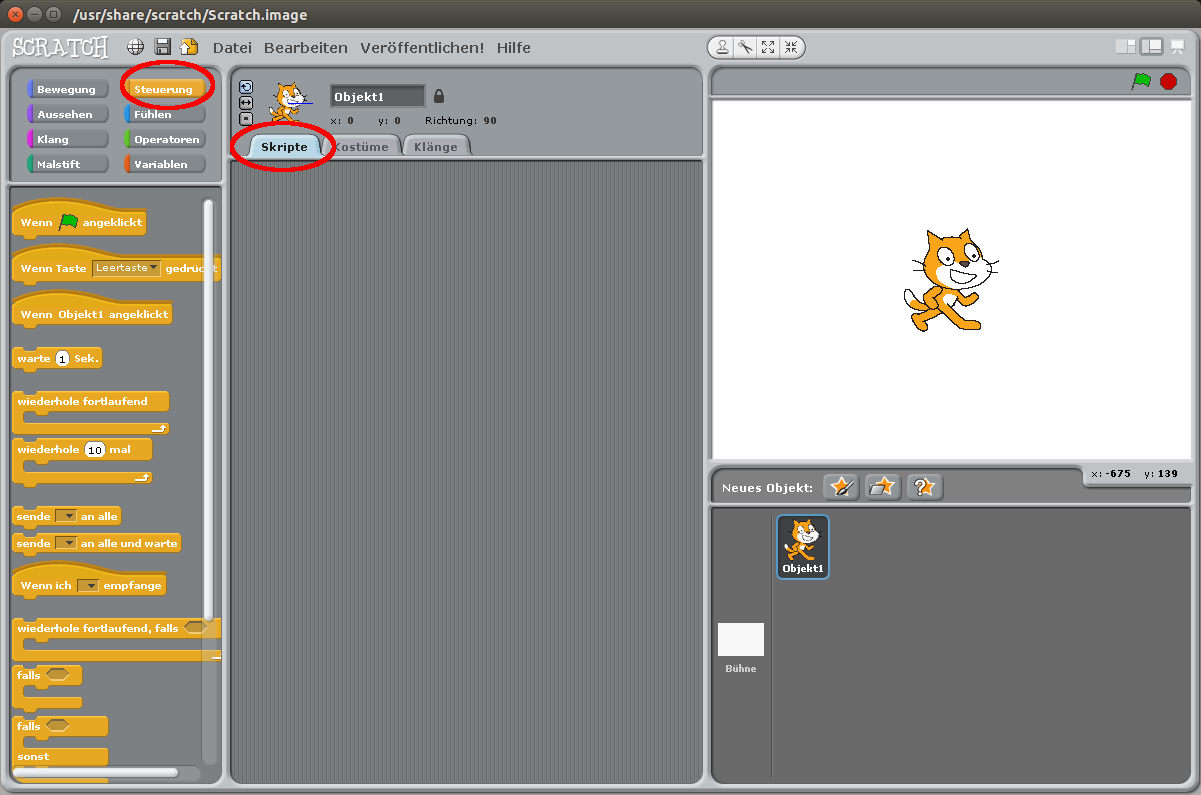 /usr/share/scratch/Scratch.image
SCRATCH Datei Bearbeiten Veröffentlichen! Hilfe
Bewegung Steuerung
Aussehen Fühlen
Klang Operatoren
Malstift Variablen
Wenn angeklickt
Wenn Taste Leertaste gedrückt
Wenn Objekt1 angeklickt
warte 1 Sek.
wiederhole fortlaufend
wiederhole 10 mal
sende an alle
sende an alle und warte
Wenn ich empfange
wiederhole fortlaufend, falls
falls
falls
sonst
Objekt1
x: 0 y: 0 Richtung: 90
Skripte Kostüme Klänge
x: -675 y: 139
Neues Objekt:
Objekt1
Bühne